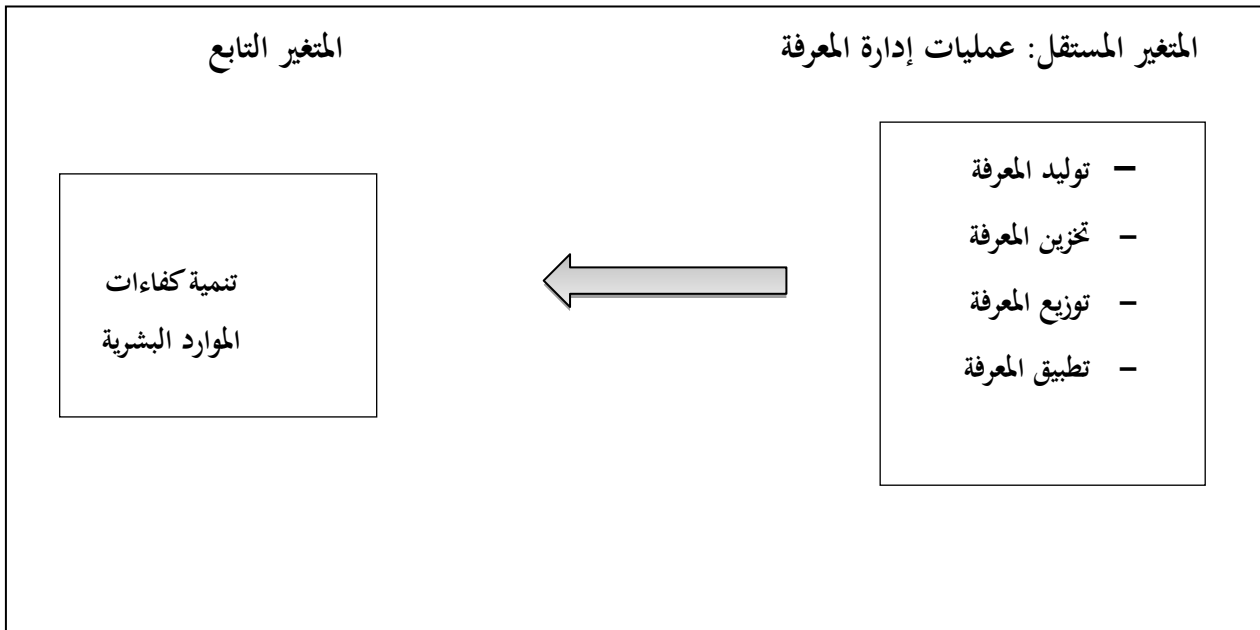 المتغير المستقل: عمليات إدارة المعرفة
المتغير التابع
– توليد المعرفة
– تخزين المعرفة
– توزيع المعرفة
– تطبيق المعرفة
تنمية كفاءات
الموارد البشرية